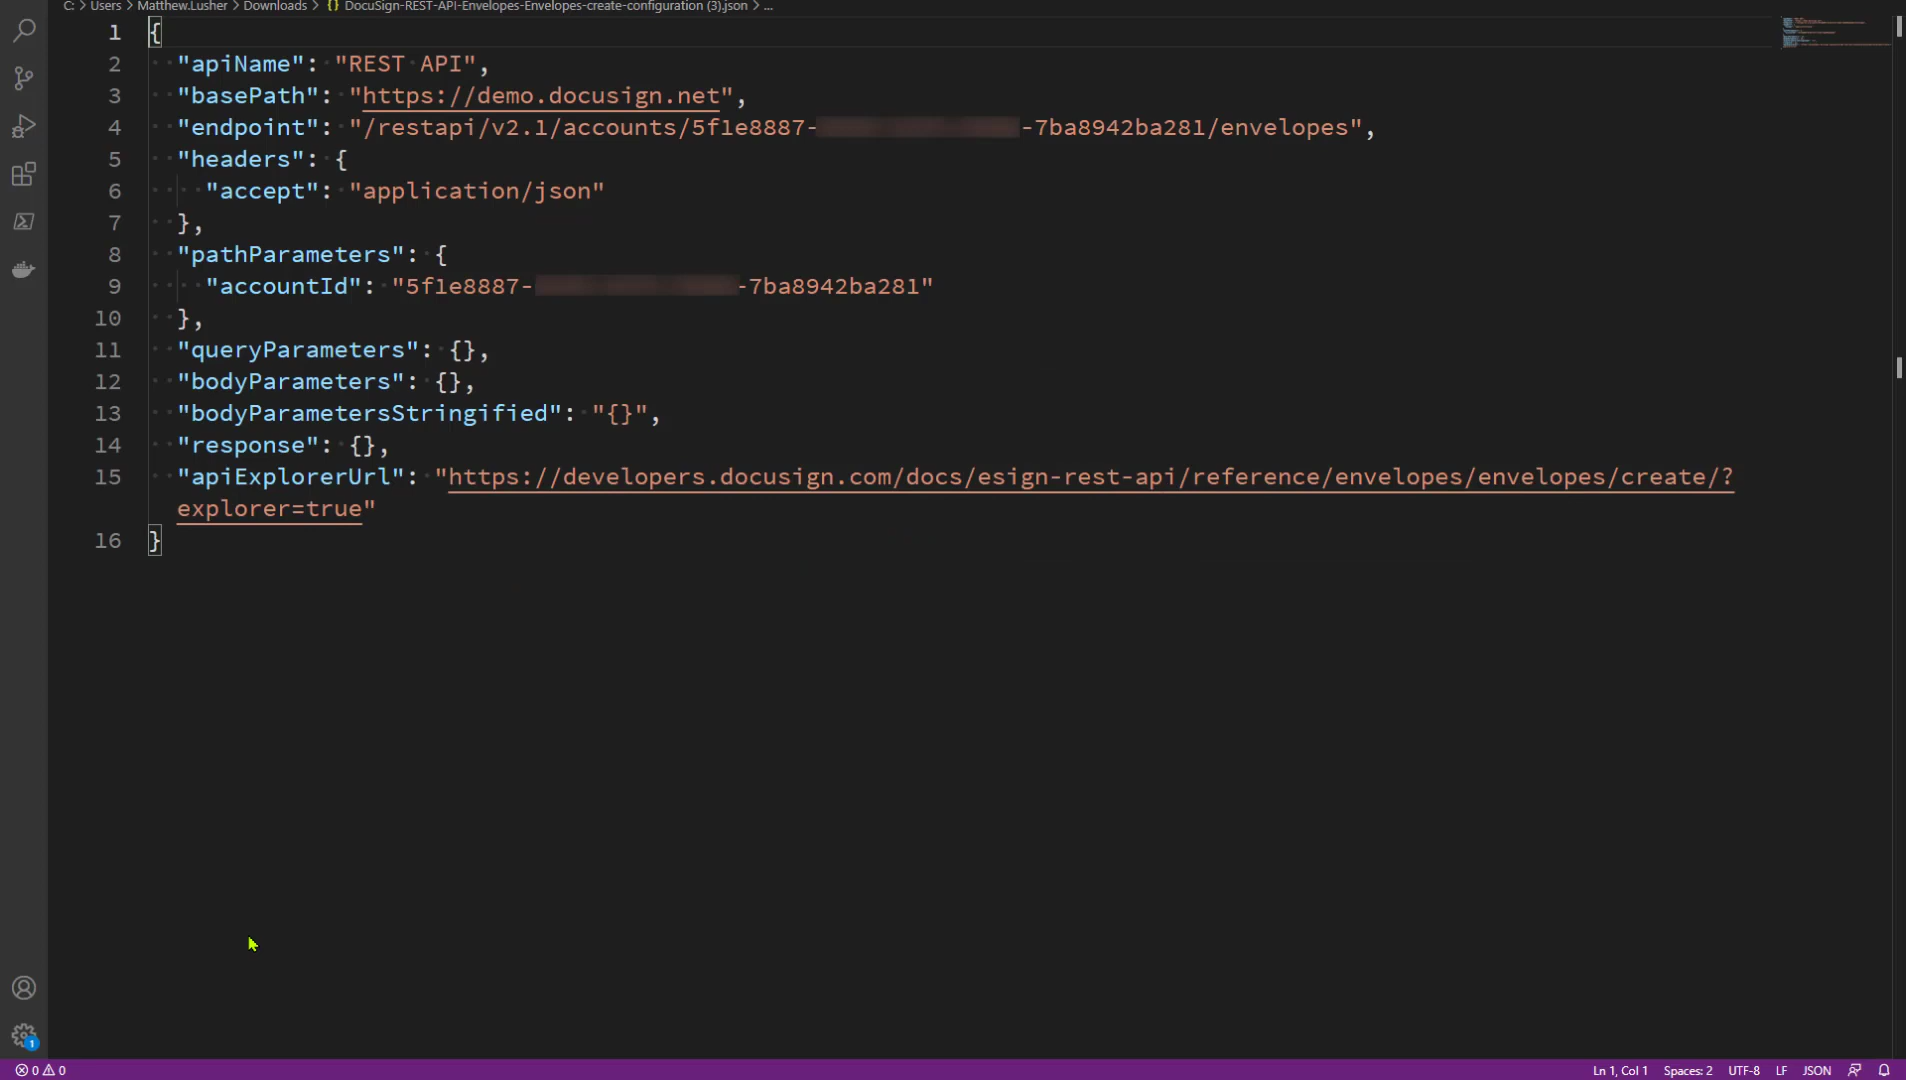 C: > Users > Matthew.Lusher > Downloads > {} DocuSign-REST-API-Envelopes-Envelopes-create-configuration (3).json > ...
1 {
2 "apiName": "REST API",
3 "basePath": "https://demo.docusign.net",
4 "endpoint": "/restapi/v2.1/accounts/5f1e8887- -7ba8942ba281/envelopes",
5 "headers": {
6 "accept": "application/json"
7 },
8 "pathParameters": {
9 "accountId": "5f1e8887- -7ba8942ba281"
10 },
11 "queryParameters": {},
12 "bodyParameters": {},
13 "bodyParametersStringified": "{}",
14 "response": {},
15 "apiExplorerUrl": "https://developers.docusign.com/docs/esign-rest-api/reference/envelopes/envelopes/create/?
explorer=true"
16 }
1
0 0 Ln 1, Col 1 Spaces: 2 UTF-8 LF JSON